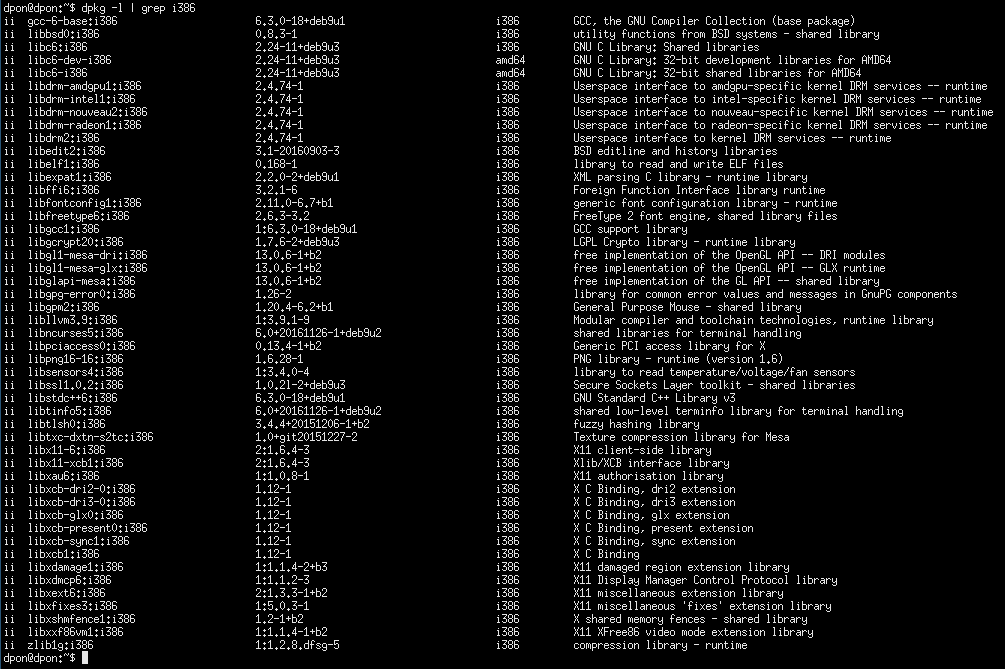 dpon@dpon:~$ dpkg -l | grep i386
ii  gcc-6-base:i386                       6.3.0-18+deb9u1                         i386         GCC, the GNU Compiler Collection (base package)
ii  libbsd0:i386                          0.8.3-1                                 i386         utility functions from BSD systems - shared library
ii  libc6:i386                            2.24-11+deb9u3                          i386         GNU C Library: Shared libraries
ii  libc6-dev-i386                        2.24-11+deb9u3                          amd64        GNU C Library: 32-bit development libraries for AMD64
ii  libc6-i386                            2.24-11+deb9u3                          amd64        GNU C Library: 32-bit shared libraries for AMD64
ii  libdrm-amdgpu1:i386                   2.4.74-1                                i386         Userspace interface to amdgpu-specific kernel DRM services -- runtime
ii  libdrm-intel1:i386                    2.4.74-1                                i386         Userspace interface to intel-specific kernel DRM services -- runtime
ii  libdrm-nouveau2:i386                  2.4.74-1                                i386         Userspace interface to nouveau-specific kernel DRM services -- runtime
ii  libdrm-radeon1:i386                   2.4.74-1                                i386         Userspace interface to radeon-specific kernel DRM services -- runtime
ii  libdrm2:i386                          2.4.74-1                                i386         Userspace interface to kernel DRM services -- runtime
ii  libedit2:i386                         3.1-20160903-3                          i386         BSD editline and history libraries
ii  libelf1:i386                          0.168-1                                 i386         library to read and write ELF files
ii  libexpat1:i386                        2.2.0-2+deb9u1                          i386         XML parsing C library - runtime library
ii  libffi6:i386                          3.2.1-6                                 i386         Foreign Function Interface library runtime
ii  libfontconfig1:i386                   2.11.0-6.7+b1                           i386         generic font configuration library - runtime
ii  libfreetype6:i386                     2.6.3-3.2                               i386         FreeType 2 font engine, shared library files
ii  libgcc1:i386                          1:6.3.0-18+deb9u1                       i386         GCC support library
ii  libgcrypt20:i386                      1.7.6-2+deb9u3                          i386         LGPL Crypto library - runtime library
ii  libgl1-mesa-dri:i386                  13.0.6-1+b2                             i386         free implementation of the OpenGL API -- DRI modules
ii  libgl1-mesa-glx:i386                  13.0.6-1+b2                             i386         free implementation of the OpenGL API -- GLX runtime
ii  libglapi-mesa:i386                    13.0.6-1+b2                             i386         free implementation of the GL API -- shared library
ii  libgpg-error0:i386                    1.26-2                                  i386         library for common error values and messages in GnuPG components
ii  libgpm2:i386                          1.20.4-6.2+b1                           i386         General Purpose Mouse - shared library
ii  libllvm3.9:i386                       1:3.9.1-9                               i386         Modular compiler and toolchain technologies, runtime library
ii  libncurses5:i386                      6.0+20161126-1+deb9u2                   i386         shared libraries for terminal handling
ii  libpciaccess0:i386                    0.13.4-1+b2                             i386         Generic PCI access library for X
ii  libpng16-16:i386                      1.6.28-1                                i386         PNG library - runtime (version 1.6)
ii  libsensors4:i386                      1:3.4.0-4                               i386         library to read temperature/voltage/fan sensors
ii  libssl1.0.2:i386                      1.0.2l-2+deb9u3                         i386         Secure Sockets Layer toolkit - shared libraries
ii  libstdc++6:i386                       6.3.0-18+deb9u1                         i386         GNU Standard C++ Library v3
ii  libtinfo5:i386                        6.0+20161126-1+deb9u2                   i386         shared low-level terminfo library for terminal handling
ii  libtlsh0:i386                         3.4.4+20151206-1+b2                     i386         fuzzy hashing library
ii  libtxc-dxtn-s2tc:i386                 1.0+git20151227-2                       i386         Texture compression library for Mesa
ii  libx11-6:i386                         2:1.6.4-3                               i386         X11 client-side library
ii  libx11-xcb1:i386                      2:1.6.4-3                               i386         Xlib/XCB interface library
ii  libxau6:i386                          1:1.0.8-1                               i386         X11 authorisation library
ii  libxcb-dri2-0:i386                    1.12-1                                  i386         X C Binding, dri2 extension
ii  libxcb-dri3-0:i386                    1.12-1                                  i386         X C Binding, dri3 extension
ii  libxcb-glx0:i386                      1.12-1                                  i386         X C Binding, glx extension
ii  libxcb-present0:i386                  1.12-1                                  i386         X C Binding, present extension
ii  libxcb-sync1:i386                     1.12-1                                  i386         X C Binding, sync extension
ii  libxcb1:i386                          1.12-1                                  i386         X C Binding
ii  libxdamage1:i386                      1:1.1.4-2+b3                            i386         X11 damaged region extension library
ii  libxdmcp6:i386                        1:1.1.2-3                               i386         X11 Display Manager Control Protocol library
ii  libxext6:i386                         2:1.3.3-1+b2                            i386         X11 miscellaneous extension library
ii  libxfixes3:i386                       1:5.0.3-1                               i386         X11 miscellaneous 'fixes' extension library
ii  libxshmfence1:i386                    1.2-1+b2                                i386         X shared memory fences - shared library
ii  libxxf86vm1:i386                      1:1.1.4-1+b2                            i386         X11 XFree86 video mode extension library
ii  zlib1g:i386                           1:1.2.8.dfsg-5                          i386         compression library - runtime
dpon@dpon:~$